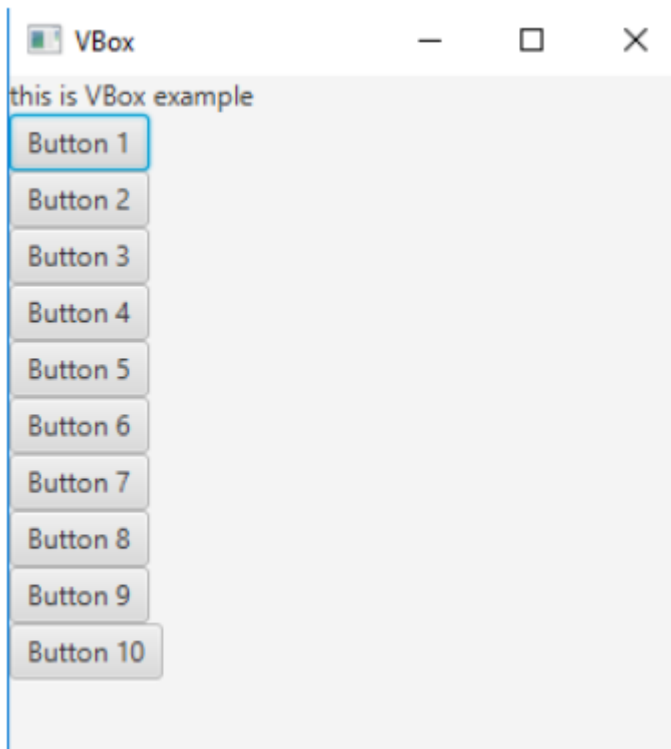 VBox
this is VBox example
Button 1
Button 2
Button 3
Button 4
Button 5
Button 6
Button 7
Button 8
Button 9
Button 10